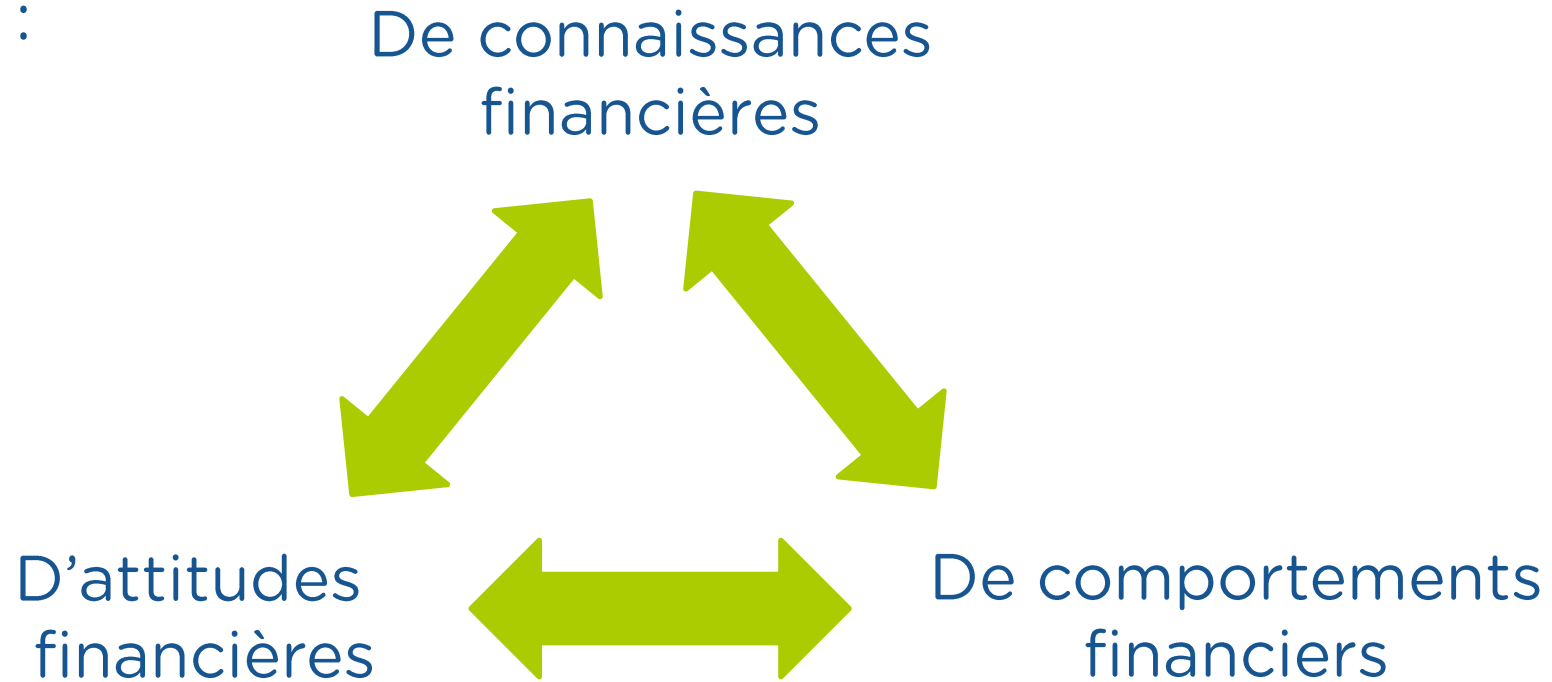 :
De connaissances
financières
D’attitudes
financières
De comportements
financiers